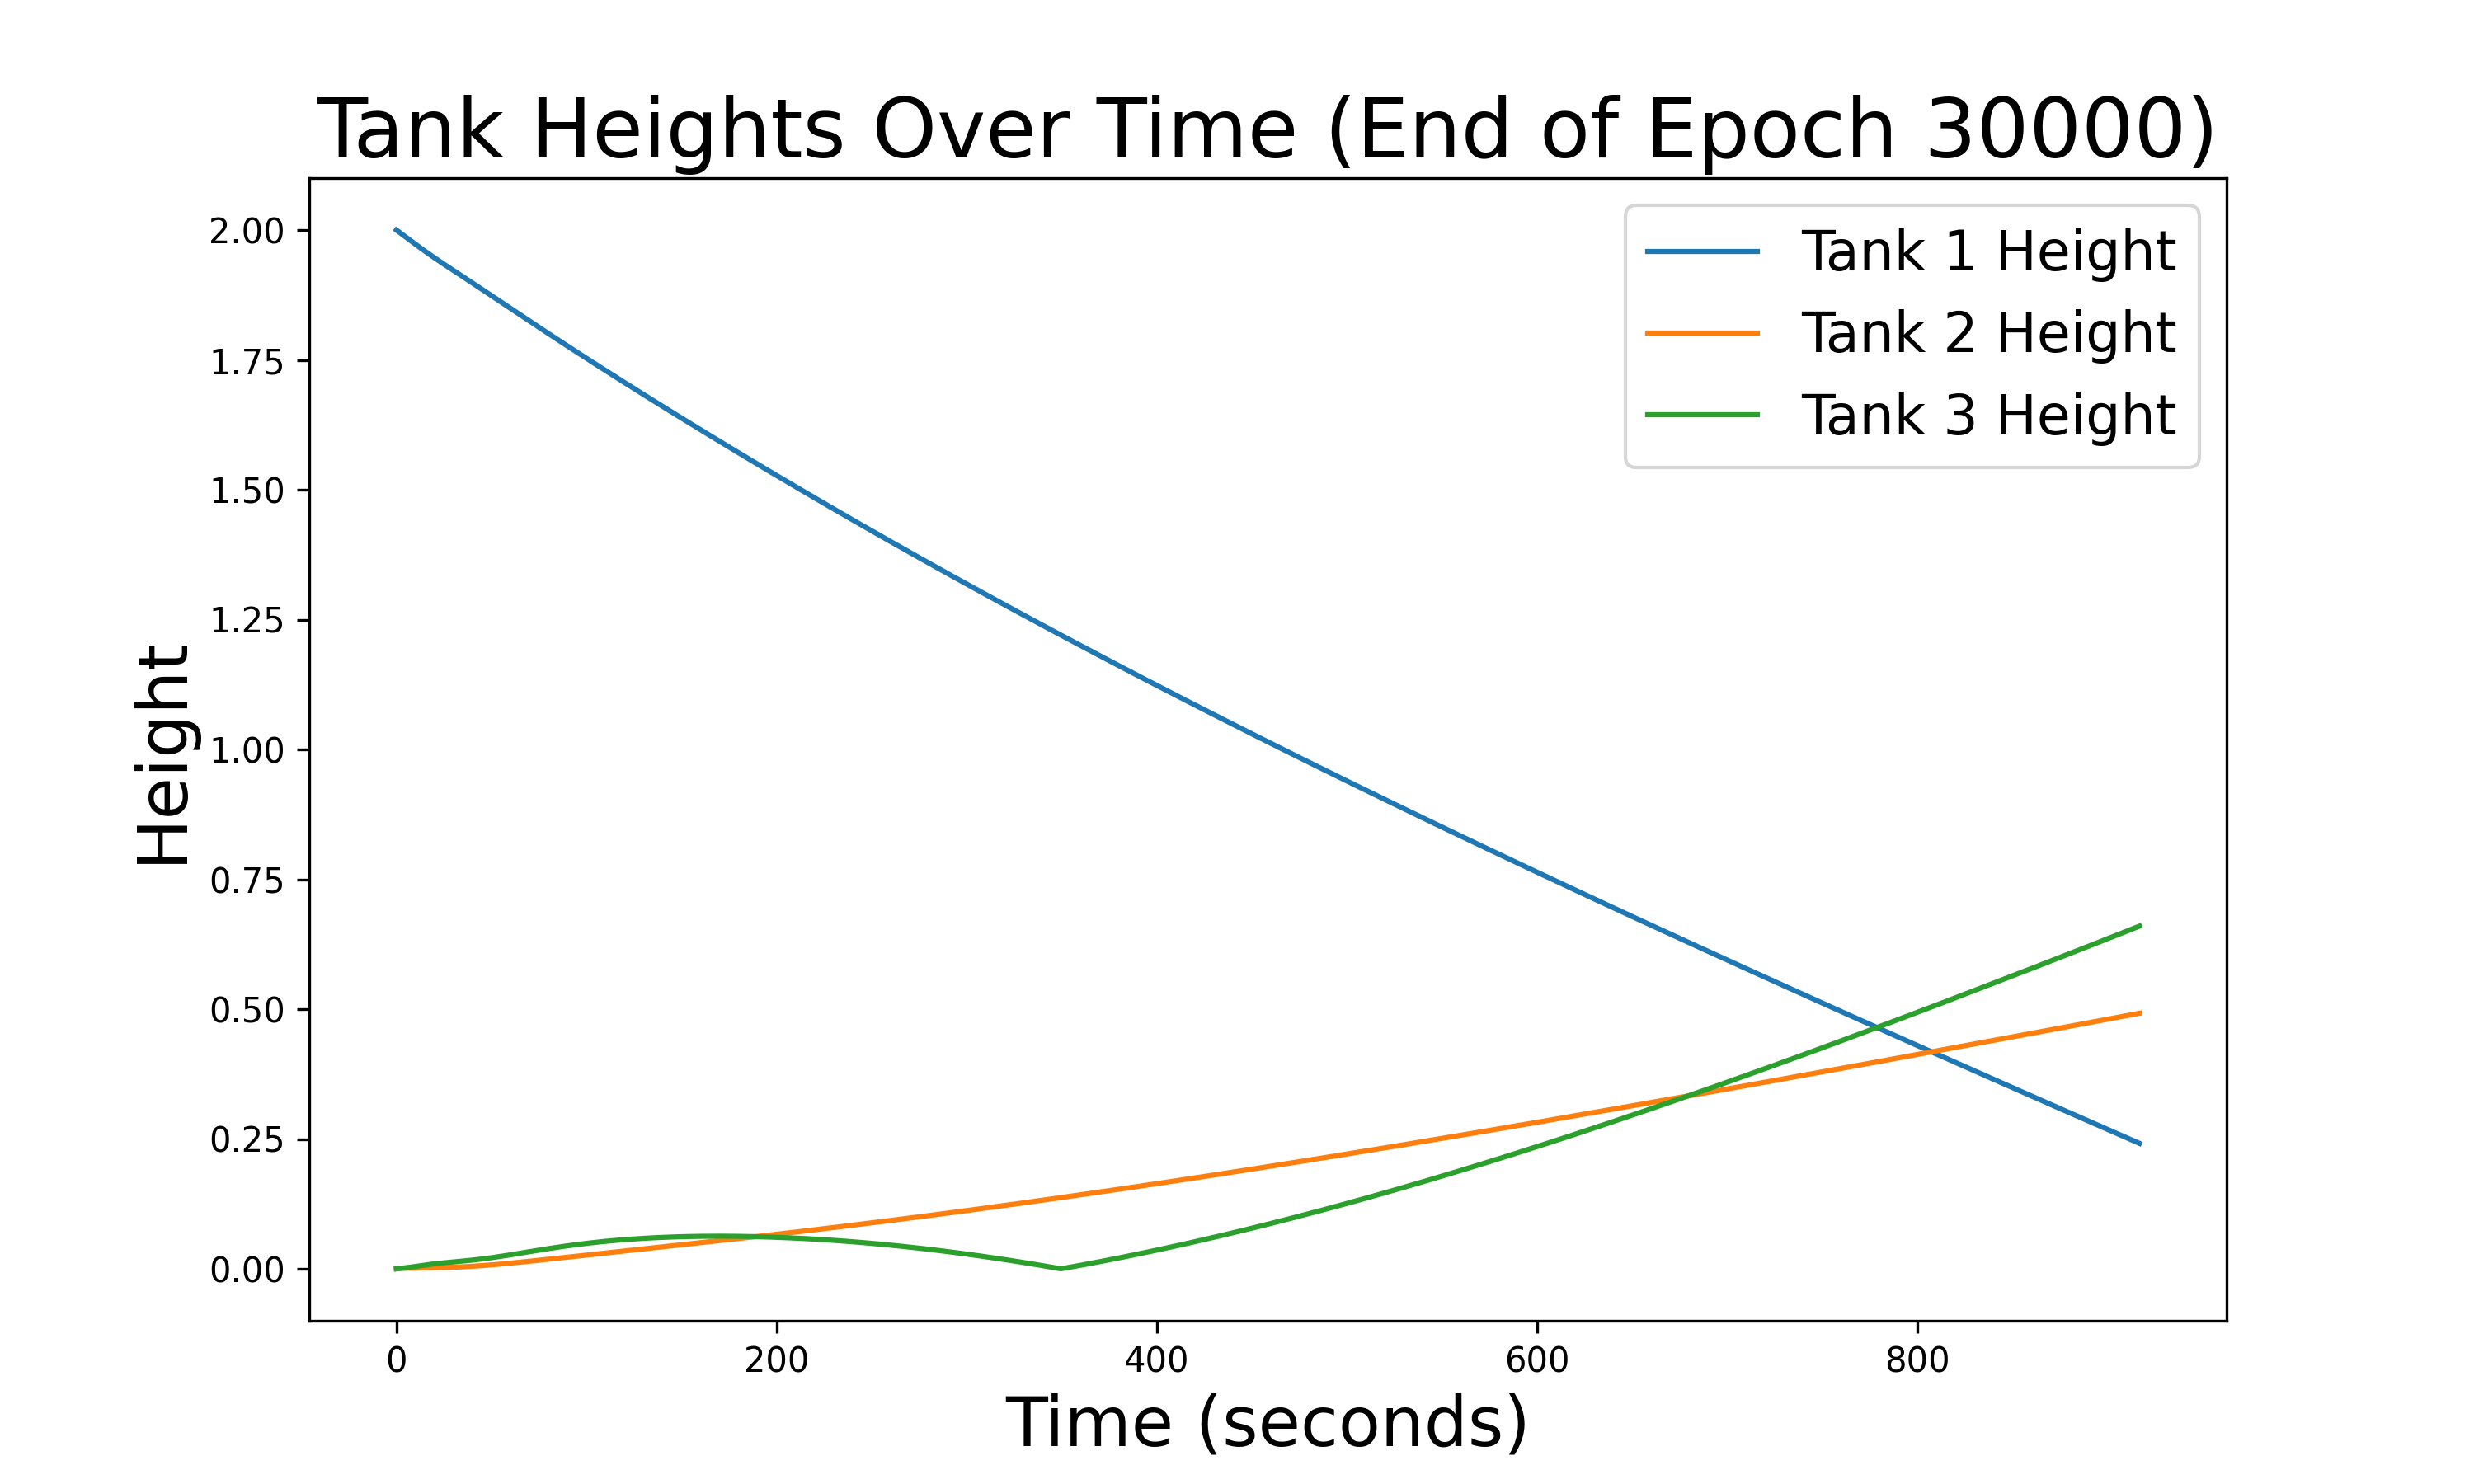 Tank Heights Over Time (End of Epoch 30000)
Tank 1 Height
Tank 2 Height
Tank 3 Height
Height
2.00
1.75
1.50
1.25
1.00
0.75
0.50
0.25
0.00
0 200 400 600 800
Time (seconds)